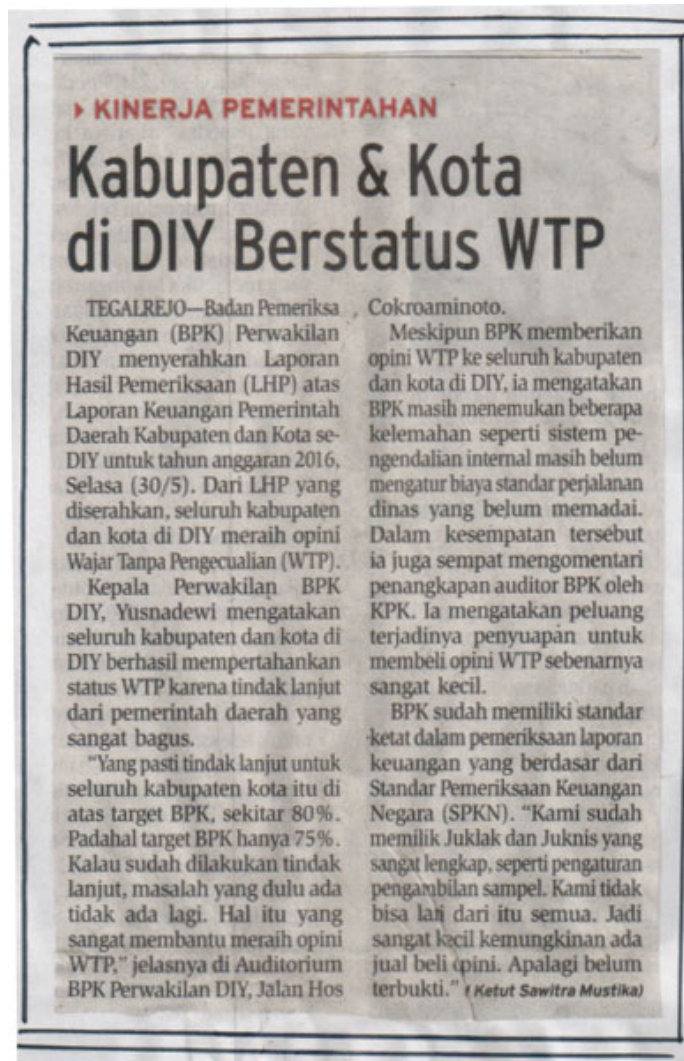 KINERJA PEMERINTAHAN
Kabupaten & Kota
di DIY Berstatus WTP
TEGALREJO—Badan Pemeriksa
Keuangan (BPK) Perwakilan
DIY menyerahkan Laporan
Hasil Pemeriksaan (LHP) atas
Laporan Keuangan Pemerintah
Daerah Kabupaten dan Kota se-
DIY untuk tahun anggaran 2016,
Selasa (30/5). Dari LHP yang
diserahkan, seluruh kabupaten
dan kota di DIY meraih opini
Wajar Tanpa Pengecualian (WTP).
Kepala Perwakilan BPK
DIY, Yusnadewi mengatakan
seluruh kabupaten dan kota di
DIY berhasil mempertahankan
status WTP karena tindak lanjut
dari pemerintah daerah yang
sangat bagus.
“Yang pasti tindak lanjut untuk
seluruh kabupaten kota itu di
atas target BPK, sekitar 80%.
Padahal target BPK hanya 75%.
Kalau sudah dilakukan tindak
lanjut, masalah yang dulu ada
tidak ada lagi. Hal itu yang
sangat membantu meraih opini
WTP,” jelasnya di Auditorium
BPK Perwakilan DIY, Jalan Hos
Cokroaminoto.
Meskipun BPK memberikan
opini WTP ke seluruh kabupaten
dan kota di DIY, ia mengatakan
BPK masih menemukan beberapa
kelemahan seperti sistem pe-
ngendalian internal masih belum
mengatur biaya standar perjalanan
dinas yang belum memadai.
Dalam kesempatan tersebut
ia juga sempat mengomentari
penangkapan auditor BPK oleh
KPK. Ia mengatakan peluang
terjadinya penyuapan untuk
membeli opini WTP sebenarnya
sangat kecil.
BPK sudah memiliki standar
ketat dalam pemeriksaan laporan
keuangan yang berdasar dari
Standar Pemeriksaan Keuangan
Negara (SPKN). “Kami sudah
memilik Juklak dan Juknis yang
sangat lengkap, seperti pengaturan
pengambilan sampel. Kami tidak
bisa lari dari itu semua. Jadi
sangat kecil kemungkinan ada
jual beli opini. Apalagi belum
terbukti.” (Ketut Sawitra Mustika)